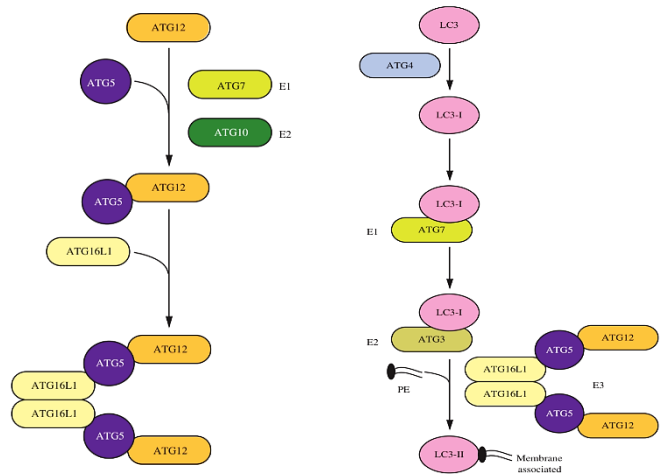 ATG12
ATG5
ATG7 E1
ATG10 E2
ATG12
ATG5
ATG16L1
ATG12
ATG5
ATG16L1
ATG16L1
ATG5
ATG12
LC3
ATG4
LC3-I
LC3-I
E1 ATG7
LC3-I
E2 ATG3
PE
ATG12
ATG5
ATG16L1
E3
ATG16L1
ATG5
ATG12
LC3-II
Membrane
associated